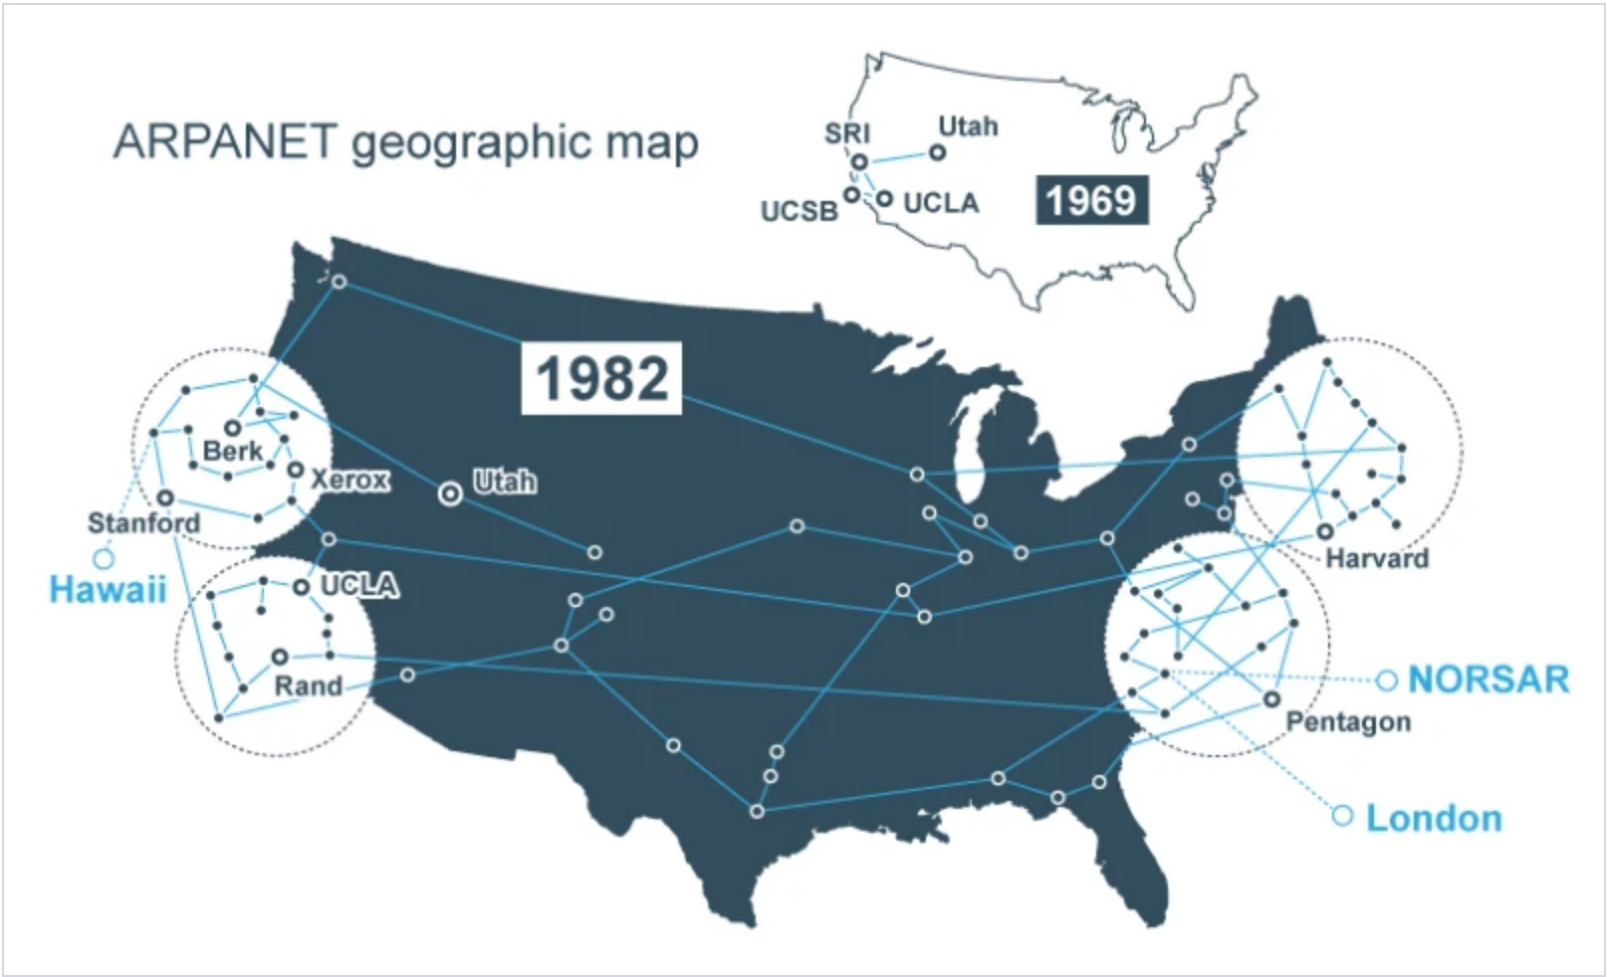 ARPANET geographic map
SRI
Utah
UCSB
UCLA
1969
1982
Berk
Xerox
Utah
Stanford
Hawaii
UCLA
Rand
Harvard
NORSAR
Pentagon
London